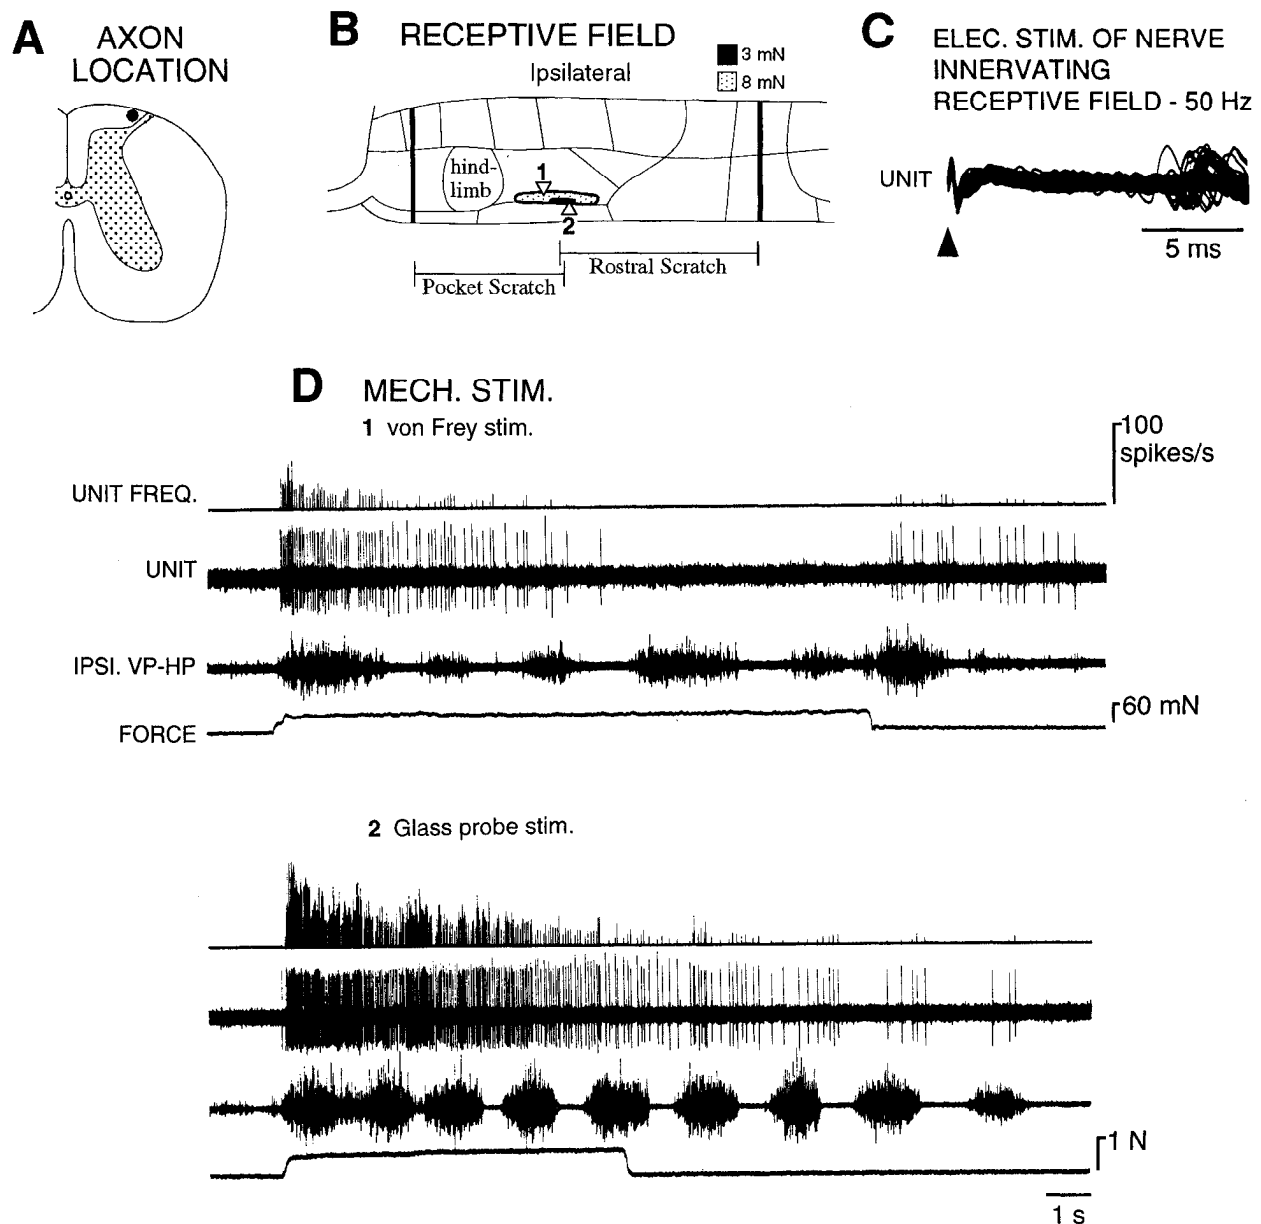 A AXON
LOCATION
B RECEPTIVE FIELD
Ipsilateral
3 mN
8 mN
hind-
limb
1
2
Rostral Scratch
Pocket Scratch
C ELEC. STIM. OF NERVE
INNERVATING
RECEPTIVE FIELD - 50 Hz
UNIT
5 ms
D MECH. STIM.
1 von Frey stim.
100
spikes/s
UNIT FREQ.
UNIT
IPSI. VP-HP
60 mN
FORCE
2 Glass probe stim.
1 N
1 s